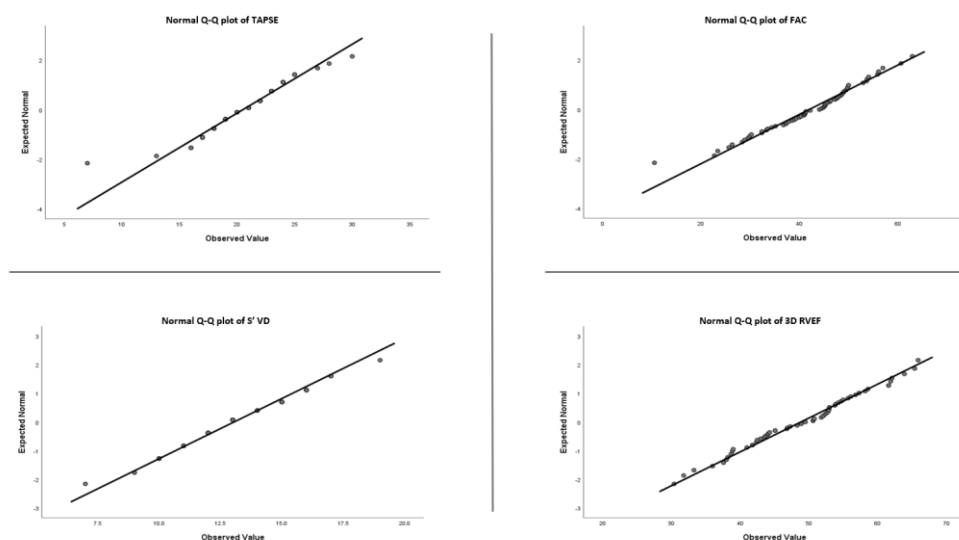 Normal Q-Q plot of TAPSE
Expected Normal
2
0
-2
-4
5 10 15 20 25 30 35
Observed Value
Normal Q-Q plot of FAC
Expected Normal
2
0
-2
-4
0 20 40 60
Observed Value
Normal Q-Q plot of S' VD
Expected Normal
3
2
1
0
-1
-2
-3
7.5 10.0 12.5 15.0 17.5 20.0
Observed Value
Normal Q-Q plot of 3D RVEF
Expected Normal
3
2
1
0
-1
-2
-3
20 30 40 50 60 70
Observed Value